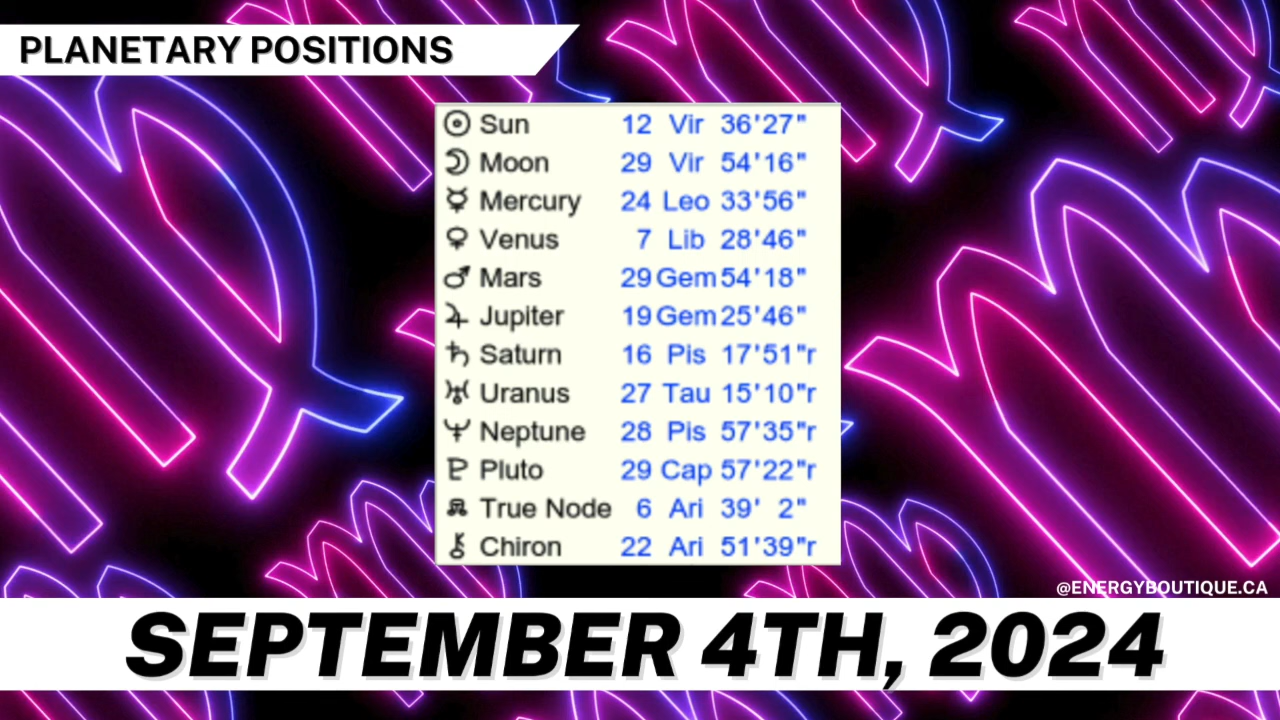 PLANETARY POSITIONS
☉ Sun 12 Vir 36'27"
☽ Moon 29 Vir 54'16"
☿ Mercury 24 Leo 33'56"
♀ Venus 7 Lib 28'46"
♂ Mars 29 Gem 54'18"
♃ Jupiter 19 Gem 25'46"
♄ Saturn 16 Pis 17'51"r
♅ Uranus 27 Tau 15'10"r
♆ Neptune 28 Pis 57'35"r
♇ Pluto 29 Cap 57'22"r
☊ True Node 6 Ari 39' 2"
⚷ Chiron 22 Ari 51'39"r
@ENERGYBOUTIQUE.CA
SEPTEMBER 4TH, 2024